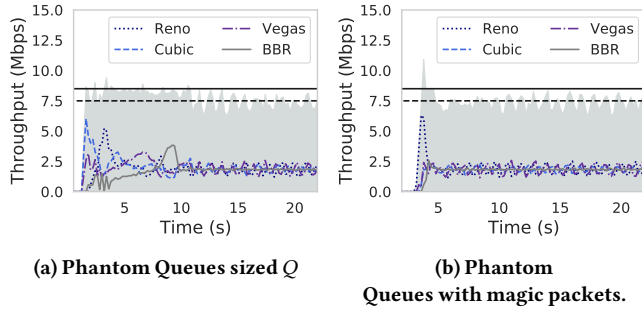 Throughput (Mbps)
15.0
12.5
10.0
7.5
5.0
2.5
0.0
Reno
Cubic
Vegas
BBR
5
10
15
20
Time (s)
(a) Phantom Queues sized Q
Throughput (Mbps)
15.0
12.5
10.0
7.5
5.0
2.5
0.0
Reno
Cubic
Vegas
BBR
5
10
15
20
Time (s)
(b) Phantom
Queues with magic packets.